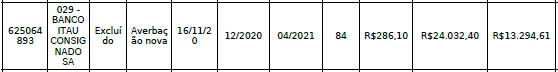 625064
893
029 -
BANCO
ITAU
CONSIG
NADO
SA
Excluí
do
Averbaç
ão nova
16/11/2
0
12/2020
04/2021
84
R$286,10
R$24.032,40
R$13.294,61